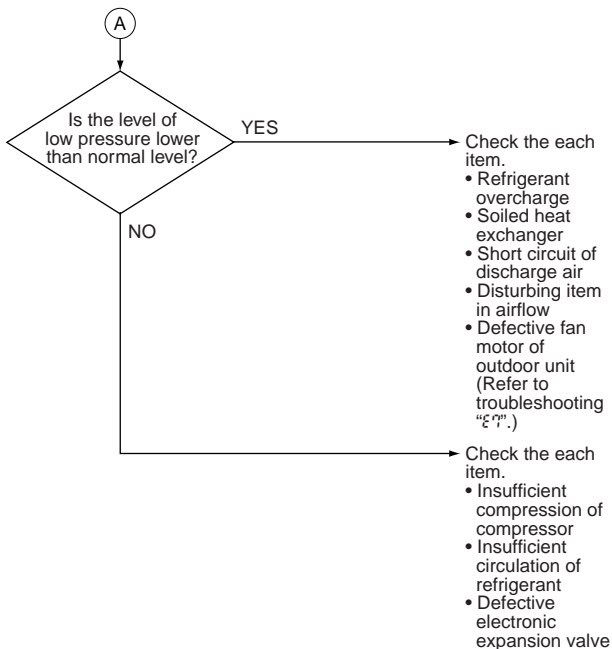 A
Is the level of
low pressure lower
than normal level?
YES
NO
Check the each
item.
• Refrigerant
overcharge
• Soiled heat
exchanger
• Short circuit of
discharge air
• Disturbing item
in airflow
• Defective fan
motor of
outdoor unit
(Refer to
troubleshooting
“E7”.)
Check the each
item.
• Insufficient
compression of
compressor
• Insufficient
circulation of
refrigerant
• Defective
electronic
expansion valve